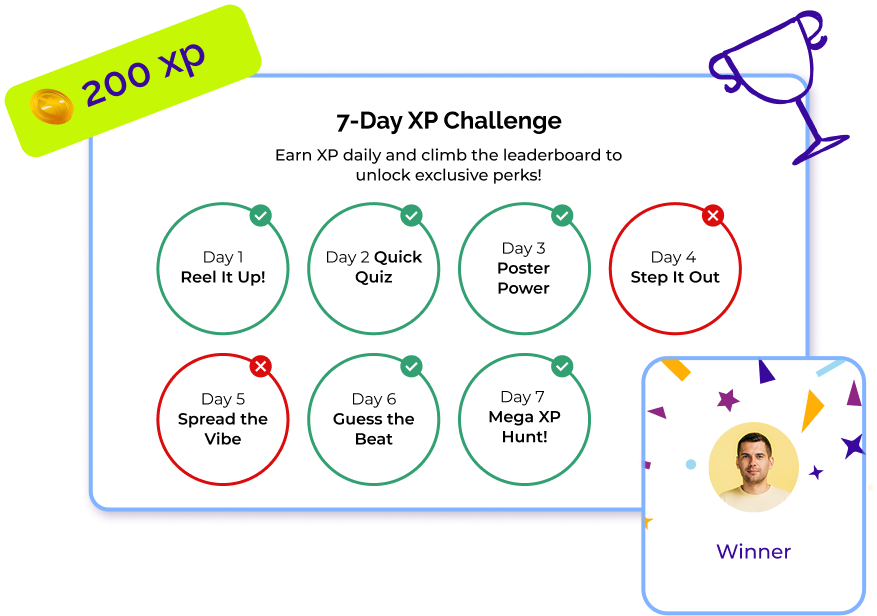 200 xp
7-Day XP Challenge
Earn XP daily and climb the leaderboard to
unlock exclusive perks!
Day 1
Reel It Up!
Day 2 Quick
Quiz
Day 3
Poster
Power
Day 4
Step It Out
Day 5
Spread the
Vibe
Day 6
Guess the
Beat
Day 7
Mega XP
Hunt!
Winner